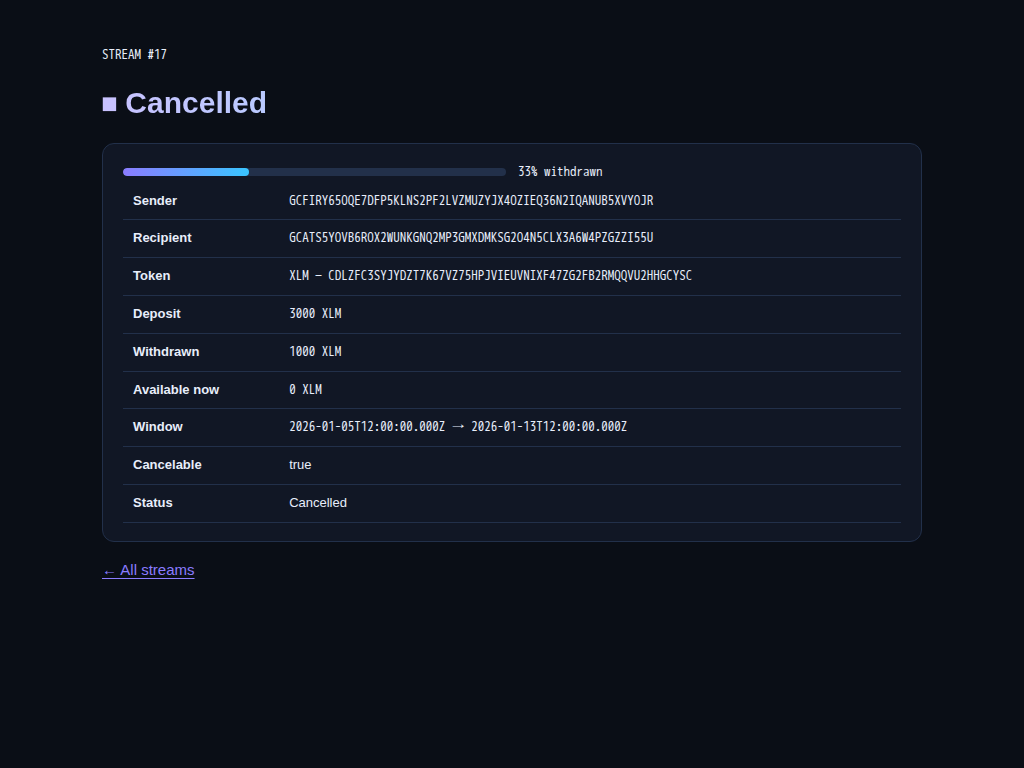 STREAM #17
■ Cancelled
33% withdrawn
Sender GCFIRY65OQE7DFP5KLNS2PF2LVZMUZYJX4OZIEQ36N2IQANUB5XVYOJR
Recipient GCATS5YOVB6ROX2WUNKGNQ2MP3GMXDMKSG2O4N5CLX3A6W4PZGZZI55U
Token XLM — CDLZFC3SYJYDZT7K67VZ75HPJVIEUVNIXF47ZG2FB2RMQQVU2HHGCYSC
Deposit 3000 XLM
Withdrawn 1000 XLM
Available now 0 XLM
Window 2026-01-05T12:00:00.000Z → 2026-01-13T12:00:00.000Z
Cancelable true
Status Cancelled
← All streams